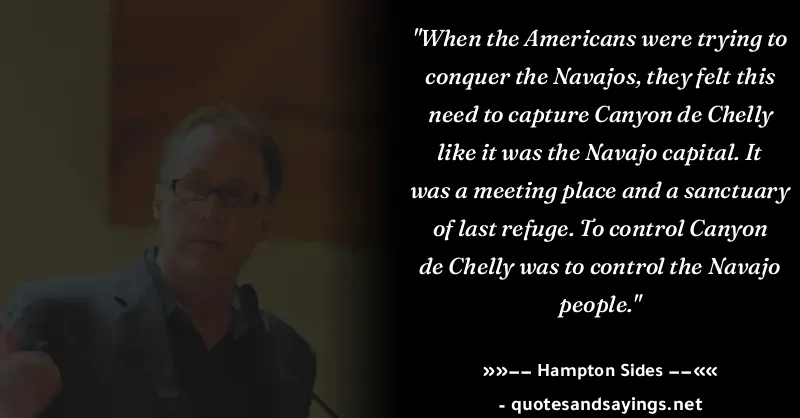 "When the Americans were trying to
conquer the Navajos, they felt this
need to capture Canyon de Chelly
like it was the Navajo capital. It
was a meeting place and a sanctuary
of last refuge. To control Canyon
de Chelly was to control the Navajo
people."
»»–– Hampton Sides ––««
- quotesandsayings.net